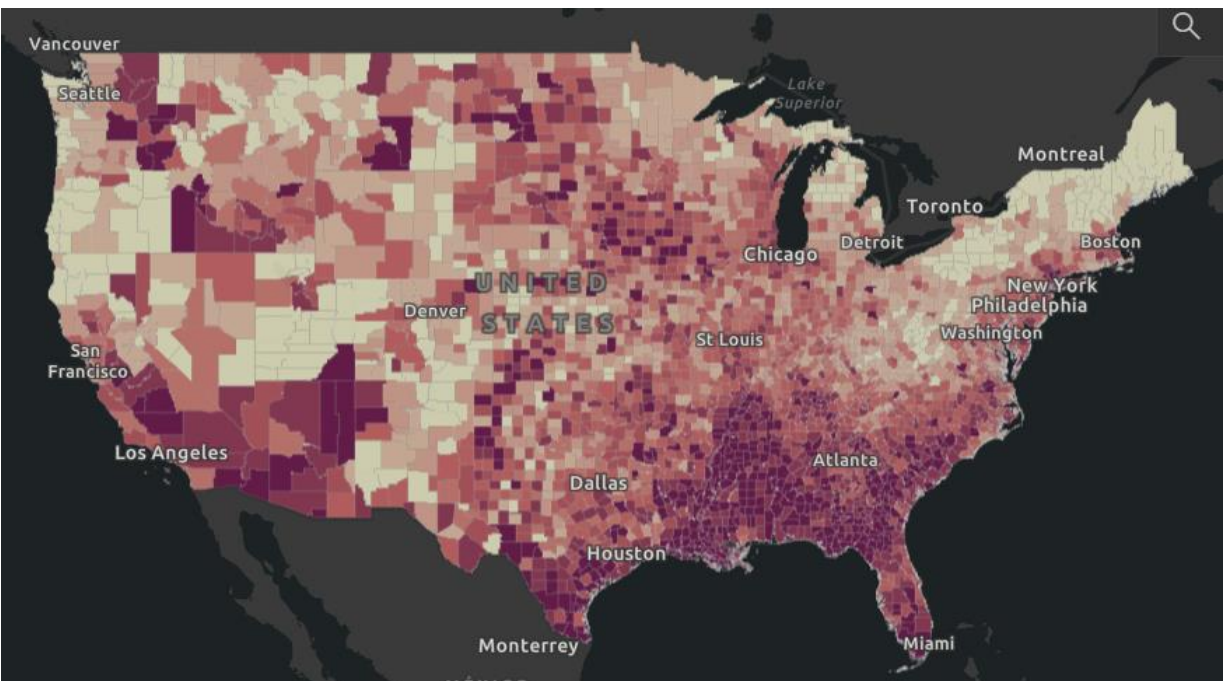 Vancouver
Seattle
Lake
Superior
Montreal
Toronto
Boston
Detroit
Chicago
New York
Philadelphia
UNITED
STATES
Denver
St Louis
Washington
San
Francisco
Los Angeles
Atlanta
Dallas
Houston
Monterrey
Miami